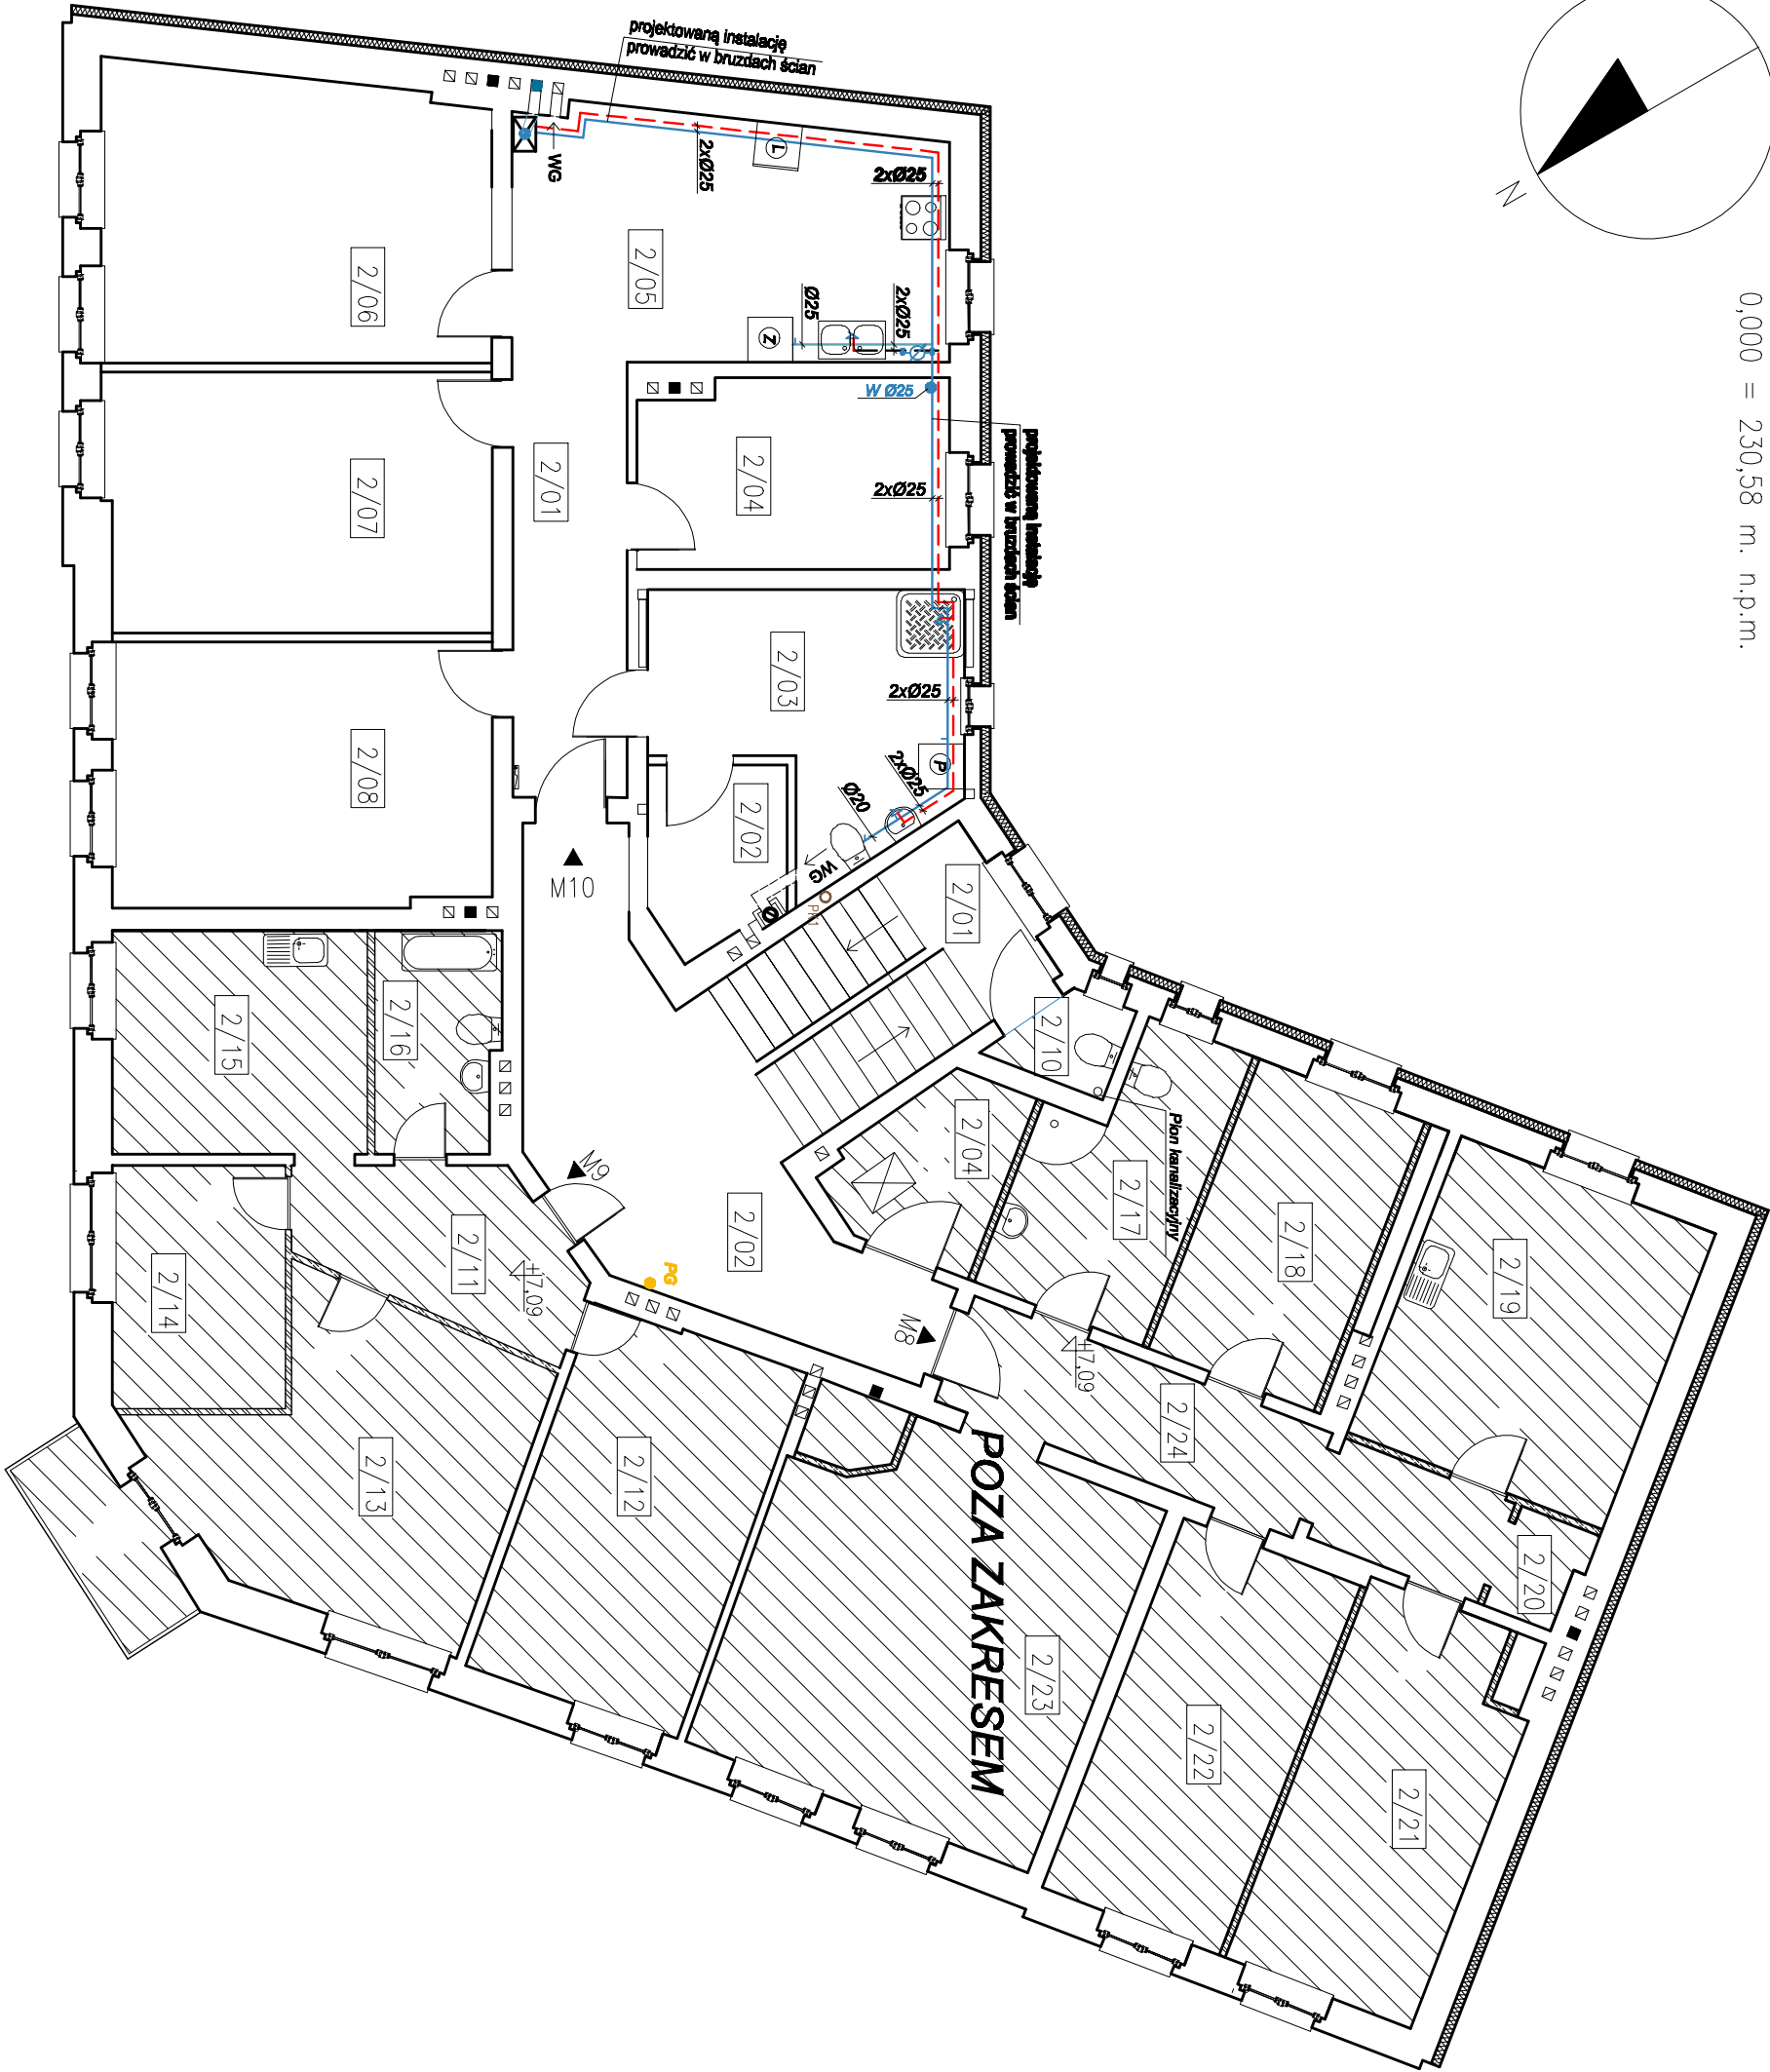 projektowaną instalację
prowadzić w bruzdach ścian
N
0,000 = 230,58 m. n.p.m.
WG
2xØ25
L
2xØ25
2/06
2/05
Ø25
2xØ25
Z
W Ø25
projektowaną instalację
prowadzić w bruzdach ścian
2/07
2/01
2/04
2xØ25
2/03
2xØ25
2/08
P
2xØ25
Ø20
2/02
WG
M10
2/01
2/15
2/16
2/10
2/04
Pion kanalizacyjny
2/17
M9
2/02
2/18
2/11
+7,09
PG
2/14
M8
+7,09
2/19
2/24
2/13
2/12
POZA ZAKRESEM
2/20
2/23
2/22
2/21